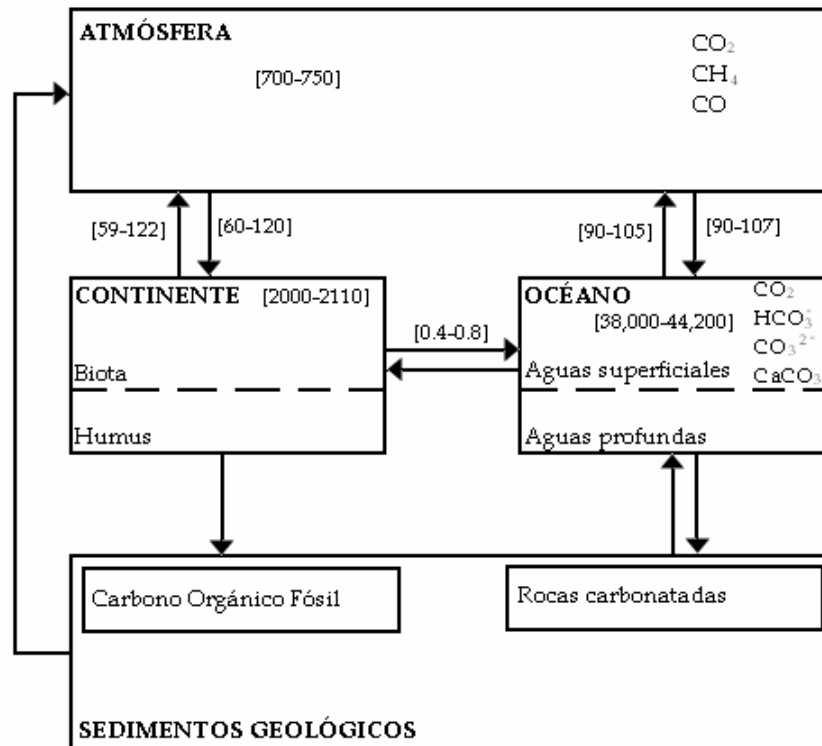 ATMÓSFERA
[700-750]
CO₂
CH₄
CO
[59-122]
[60-120]
[90-105]
[90-107]
CONTINENTE [2000-2110]
Biota
Humus
[0.4-0.8]
OCÉANO
[38,000-44,200]
CO₂
HCO₃⁻
CO₃²⁻
CaCO₃
Aguas superficiales
Aguas profundas
Carbono Orgánico Fósil
Rocas carbonatadas
SEDIMENTOS GEOLÓGICOS